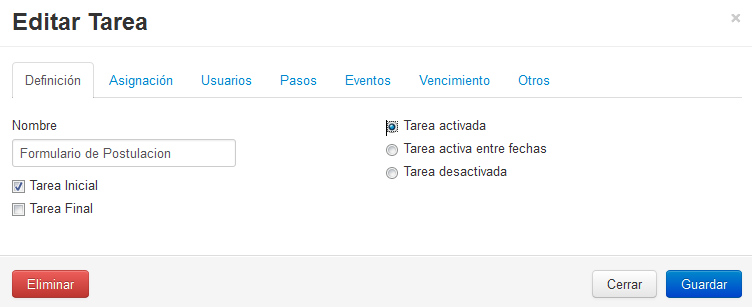 Editar Tarea ×
Definición Asignación Usuarios Pasos Eventos Vencimiento Otros
Nombre
Formulario de Postulacion
Tarea Inicial
Tarea Final
Tarea activada
Tarea activa entre fechas
Tarea desactivada
Eliminar Cerrar Guardar